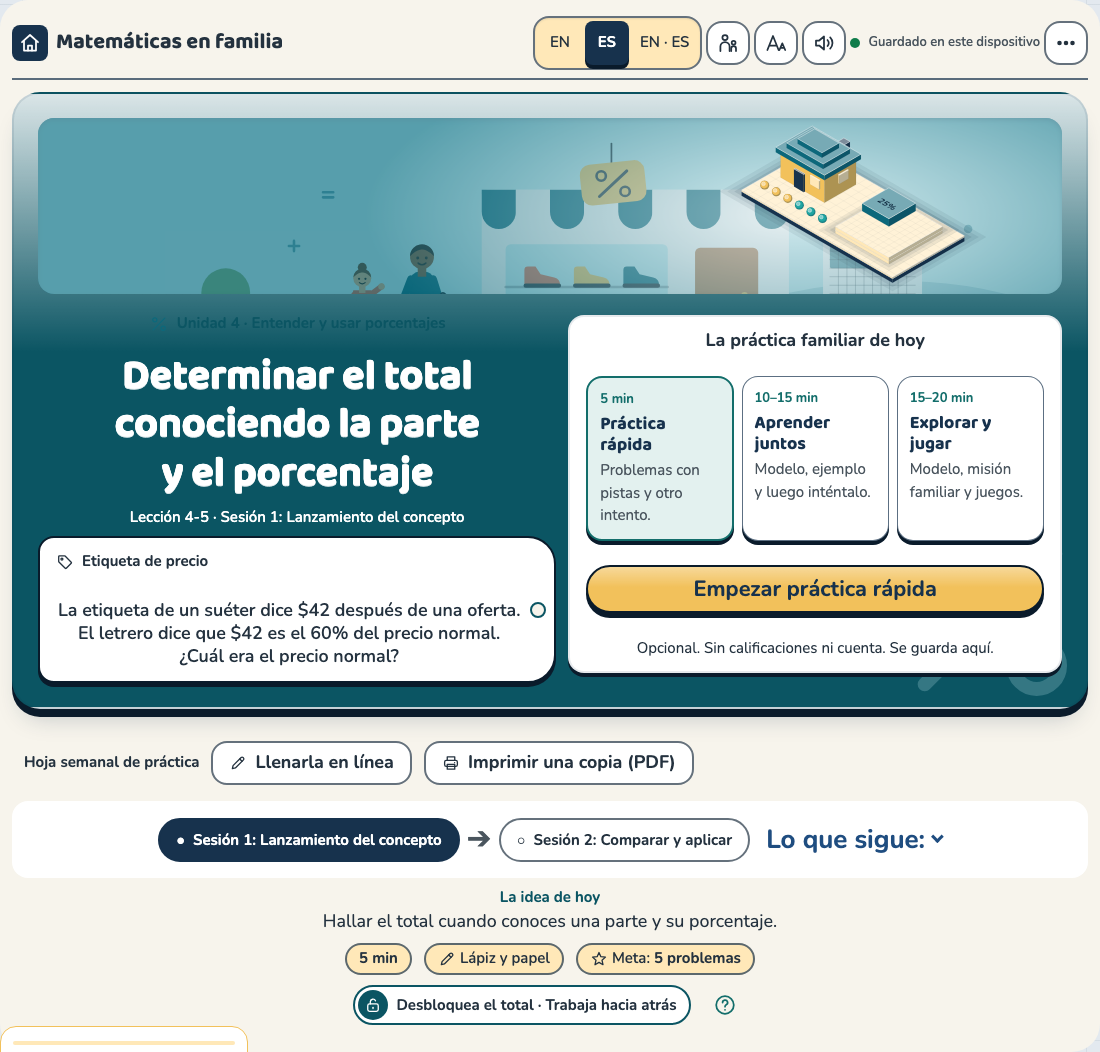 Matemáticas en familia
EN
ES
EN · ES
Guardado en este dispositivo
=
+
%
25%
Unidad 4 · Entender y usar porcentajes
Determinar el total
conociendo la parte
y el porcentaje
Lección 4-5 · Sesión 1: Lanzamiento del concepto
Etiqueta de precio
La etiqueta de un suéter dice $42 después de una oferta.
El letrero dice que $42 es el 60% del precio normal.
¿Cuál era el precio normal?
La práctica familiar de hoy
5 min
Práctica
rápida
Problemas con
pistas y otro
intento.
10–15 min
Aprender
juntos
Modelo, ejemplo
y luego inténtalo.
15–20 min
Explorar y
jugar
Modelo, misión
familiar y juegos.
Empezar práctica rápida
Opcional. Sin calificaciones ni cuenta. Se guarda aquí.
Hoja semanal de práctica
Llenarla en línea
Imprimir una copia (PDF)
Sesión 1: Lanzamiento del concepto
Sesión 2: Comparar y aplicar
Lo que sigue:
La idea de hoy
Hallar el total cuando conoces una parte y su porcentaje.
5 min
Lápiz y papel
Meta: 5 problemas
Desbloquea el total · Trabaja hacia atrás
?